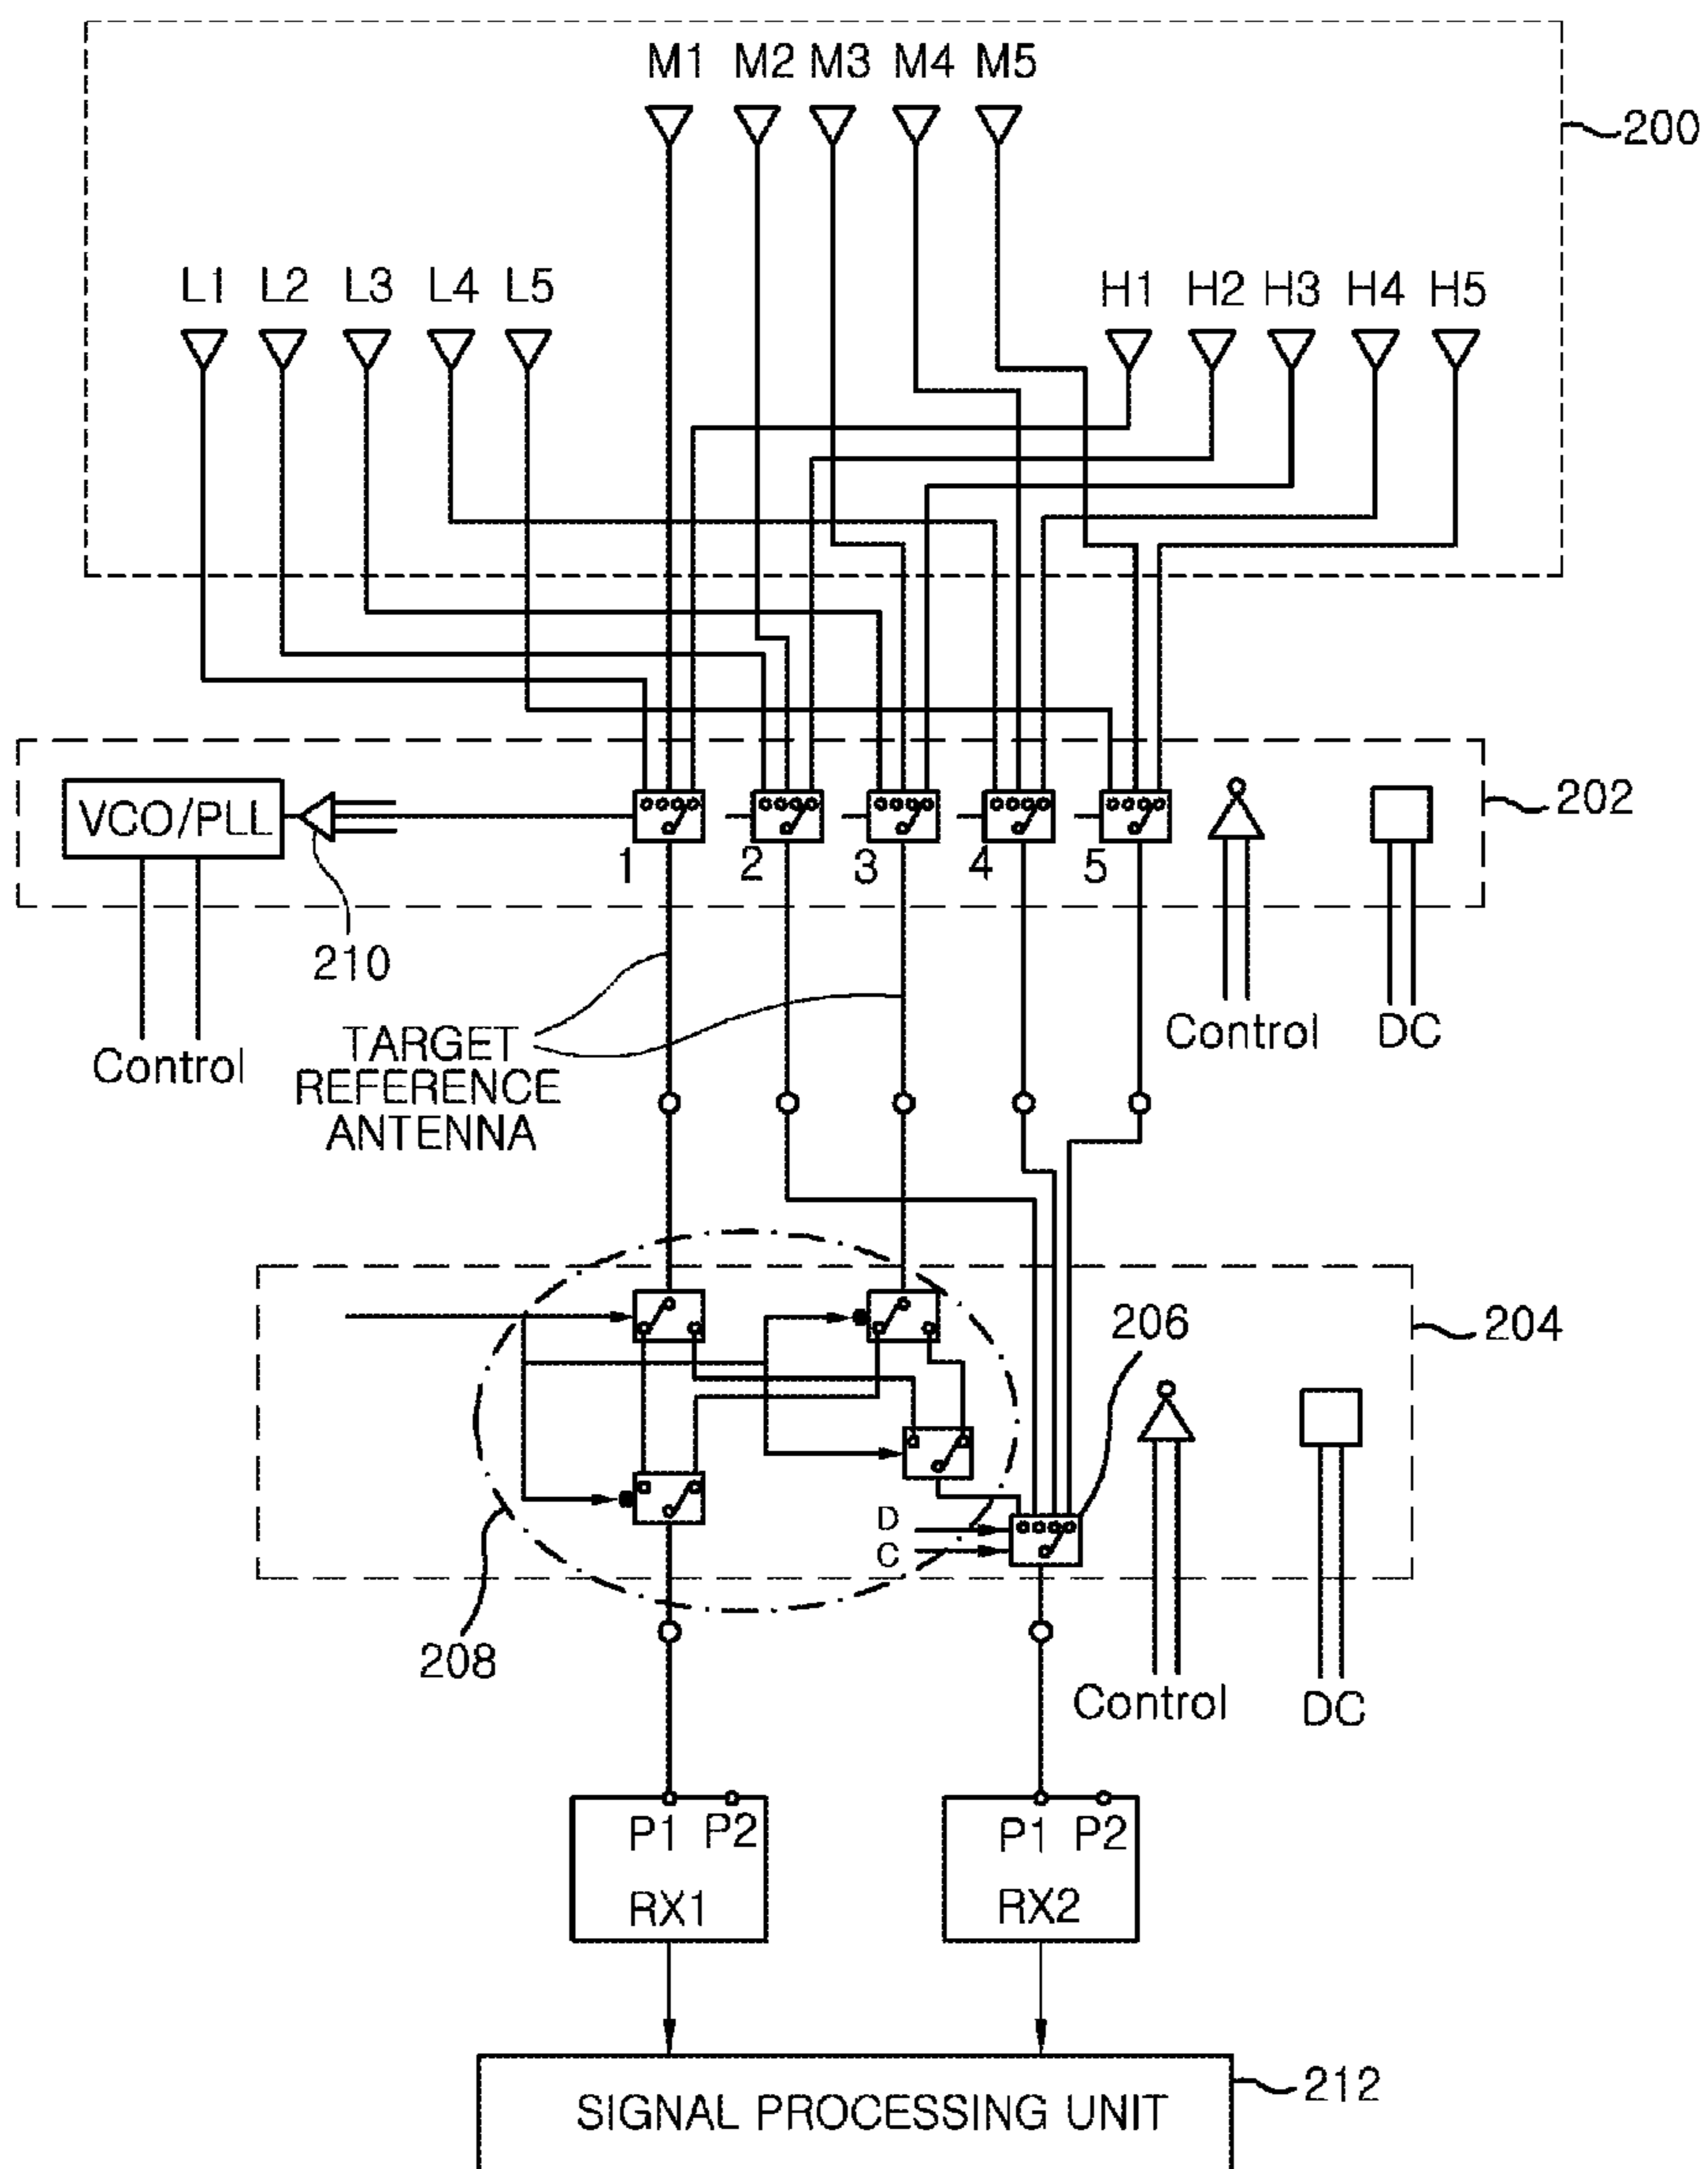 M1 M2 M3 M4 M5
200
L1 L2 L3 L4 L5
H1 H2 H3 H4 H5
VCO/PLL
202
1 2 3 4 5
210
Control
TARGET
REFERENCE
ANTENNA
Control
DC
206
204
D
C
208
Control
DC
P1 P2
RX1
P1 P2
RX2
212
SIGNAL PROCESSING UNIT